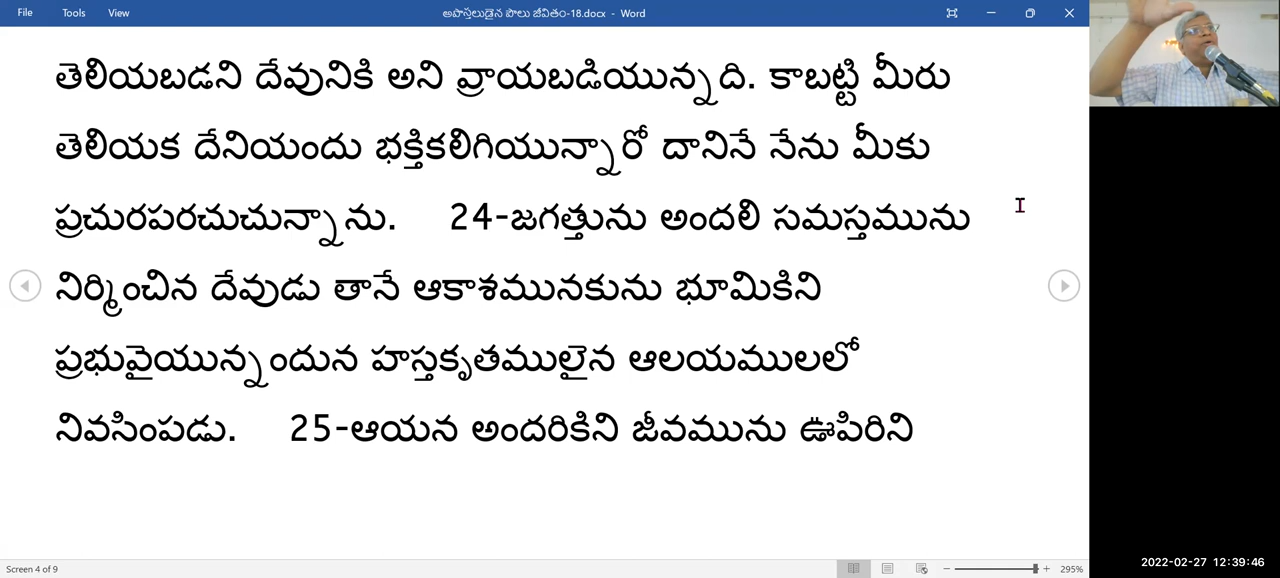 File Tools View అపొస్తలుడైన పౌలు జీవితం-18.docx - Word
తెలియబడని దేవునికి అని వ్రాయబడియున్నది. కాబట్టి మీరు
తెలియక దేనియందు భక్తికలిగియున్నారో దానినే నేను మీకు
ప్రచురపరచుచున్నాను. 24-జగత్తును అందలి సమస్తమును
నిర్మించిన దేవుడు తానే ఆకాశమునకును భూమికిని
ప్రభువైయున్నందున హస్తకృతములైన ఆలయములలో
నివసింపడు. 25-ఆయన అందరికిని జీవమును ఊపిరిని
2022-02-27 12:39:46
Screen 4 of 9 295%